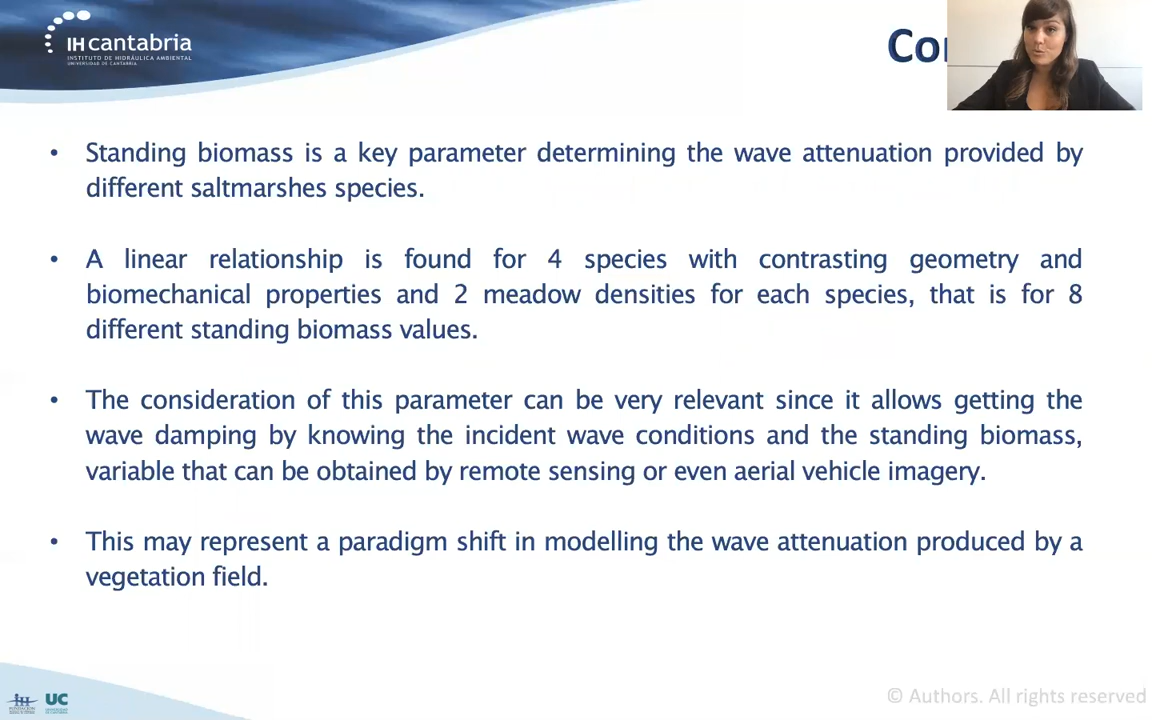 IHcantabria
INSTITUTO DE HIDRÁULICA AMBIENTAL
UNIVERSIDAD DE CANTABRIA
• Standing biomass is a key parameter determining the wave attenuation provided by
different saltmarshes species.
• A linear relationship is found for 4 species with contrasting geometry and
biomechanical properties and 2 meadow densities for each species, that is for 8
different standing biomass values.
• The consideration of this parameter can be very relevant since it allows getting the
wave damping by knowing the incident wave conditions and the standing biomass,
variable that can be obtained by remote sensing or even aerial vehicle imagery.
• This may represent a paradigm shift in modelling the wave attenuation produced by a
vegetation field.
UC
© Authors. All rights reserved